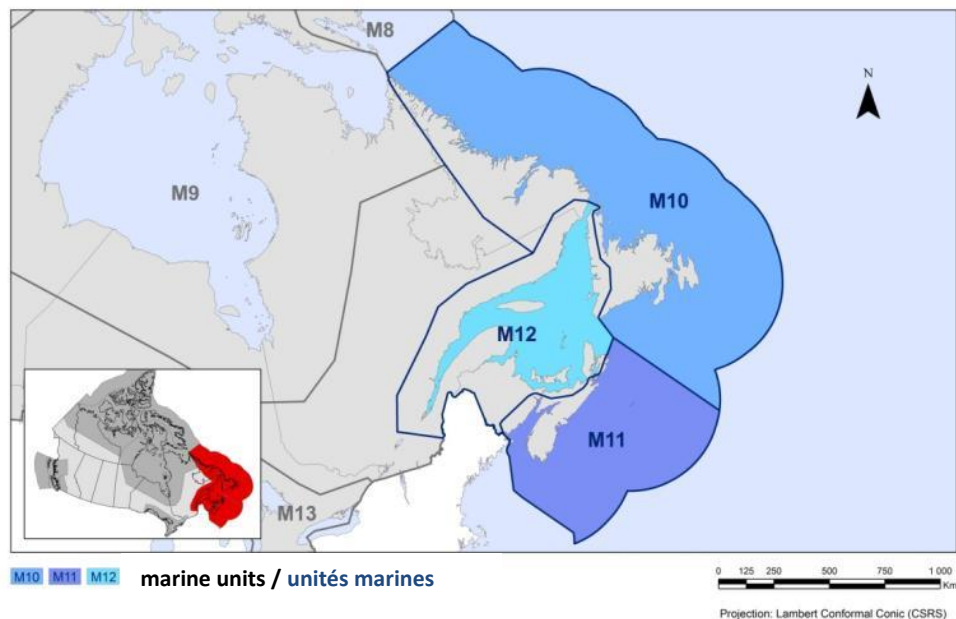 M8
N
M9
M10
M12
M11
M13
M10 M11 M12 marine units / unités marines
0 125 250 500 750 1 000
Km
Projection: Lambert Conformal Conic (CSRS)